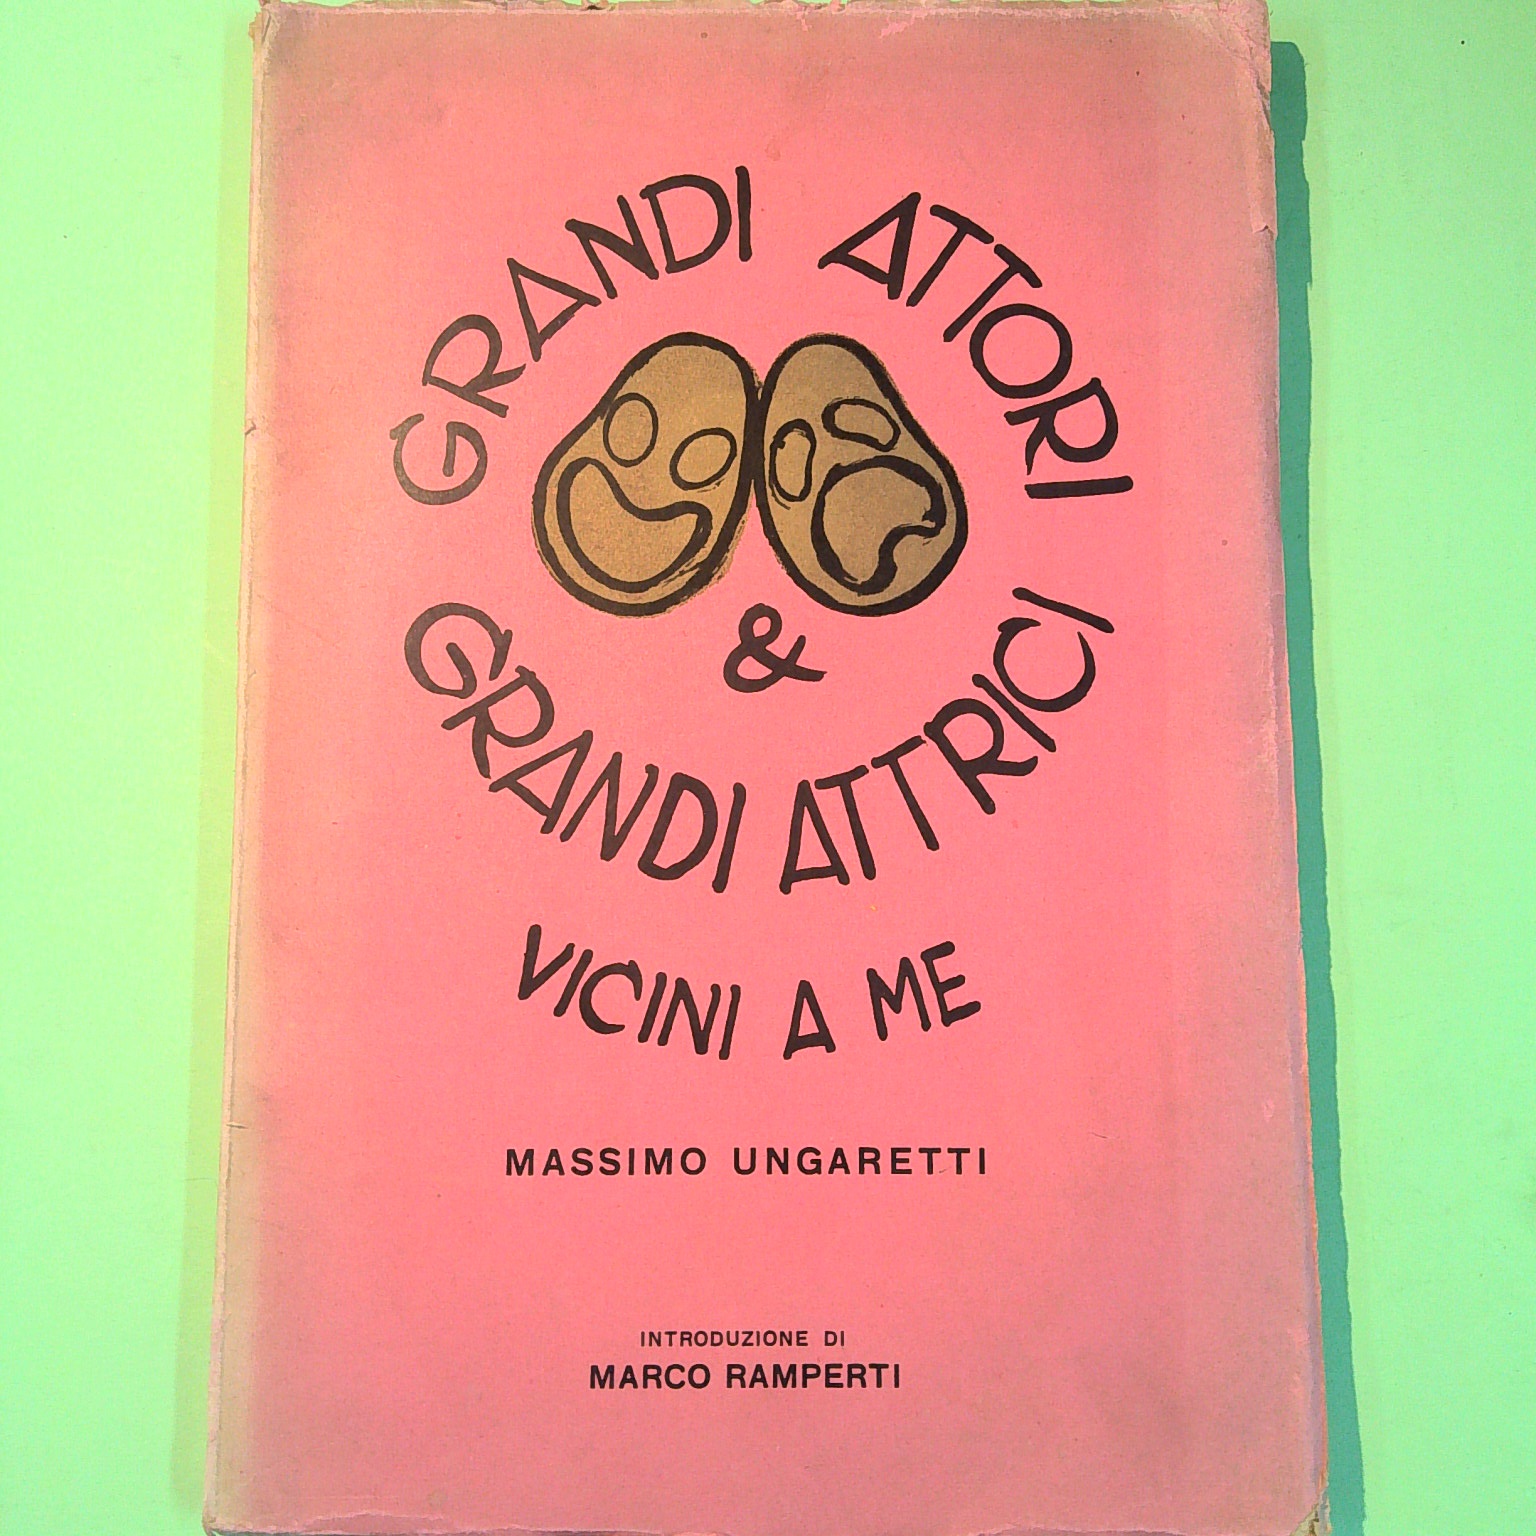 GRANDI ATTORI
&
GRANDI ATTRICI
VICINI A ME
MASSIMO UNGARETTI
INTRODUZIONE DI
MARCO RAMPERTI